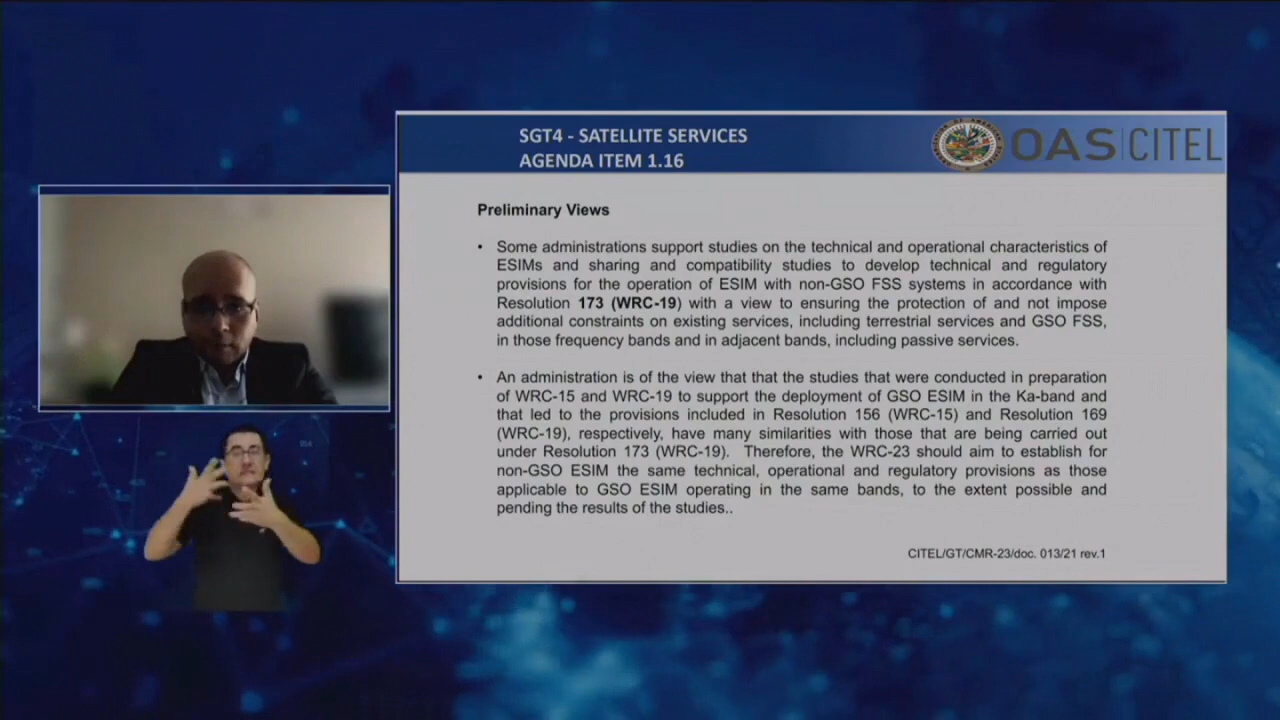 SGT4 - SATELLITE SERVICES
AGENDA ITEM 1.16
OAS CITEL
Preliminary Views
• Some administrations support studies on the technical and operational characteristics of
ESIMs and sharing and compatibility studies to develop technical and regulatory
provisions for the operation of ESIM with non-GSO FSS systems in accordance with
Resolution 173 (WRC-19) with a view to ensuring the protection of and not impose
additional constraints on existing services, including terrestrial services and GSO FSS,
in those frequency bands and in adjacent bands, including passive services.
• An administration is of the view that that the studies that were conducted in preparation
of WRC-15 and WRC-19 to support the deployment of GSO ESIM in the Ka-band and
that led to the provisions included in Resolution 156 (WRC-15) and Resolution 169
(WRC-19), respectively, have many similarities with those that are being carried out
under Resolution 173 (WRC-19). Therefore, the WRC-23 should aim to establish for
non-GSO ESIM the same technical, operational and regulatory provisions as those
applicable to GSO ESIM operating in the same bands, to the extent possible and
pending the results of the studies..
CITEL/GT/CMR-23/doc. 013/21 rev.1